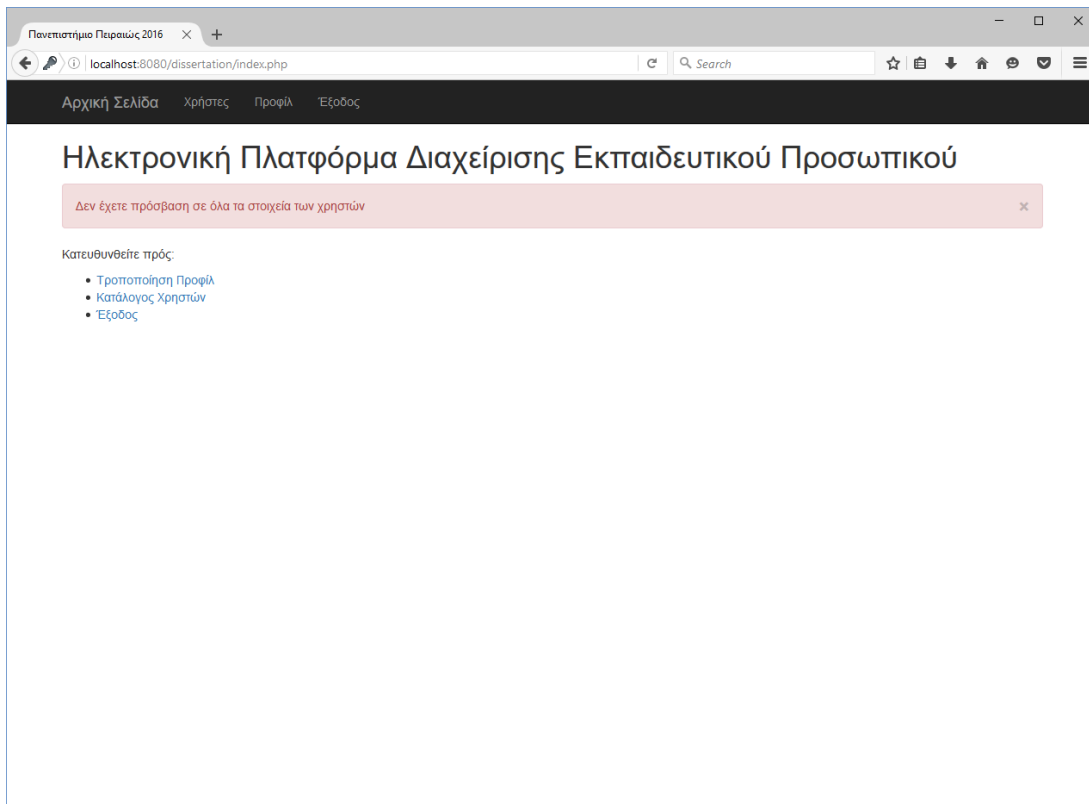 Πανεπιστήμιο Πειραιώς 2016
localhost:8080/dissertation/index.php
Search
Αρχική Σελίδα Χρήστες Προφίλ Έξοδος
Ηλεκτρονική Πλατφόρμα Διαχείρισης Εκπαιδευτικού Προσωπικού
Δεν έχετε πρόσβαση σε όλα τα στοιχεία των χρηστών
Κατευθυνθείτε πρός:
Τροποποίηση Προφίλ
Κατάλογος Χρηστών
Έξοδος